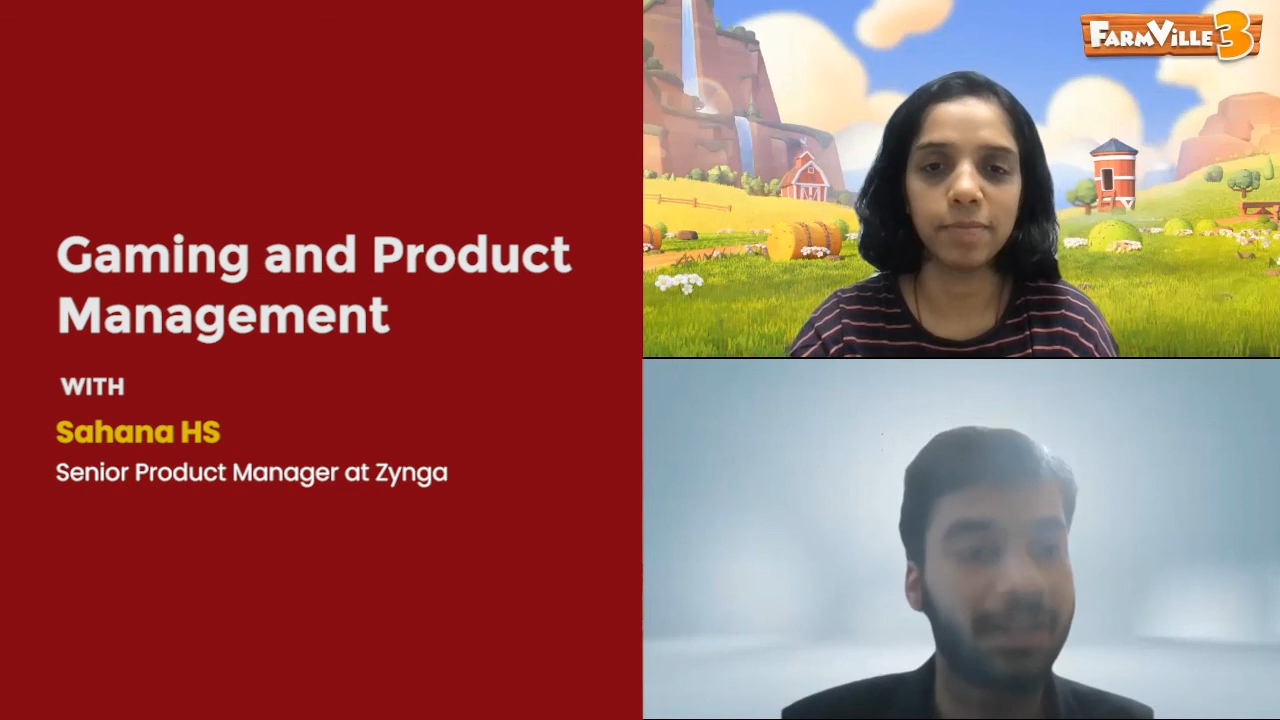 Gaming and Product
Management
WITH
Sahana HS
Senior Product Manager at Zynga
FARMVILLE 3